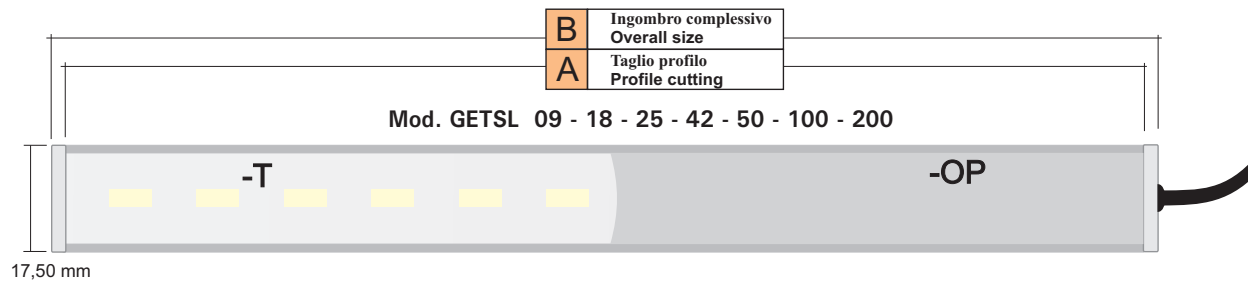 B
Ingombro complessivo
Overall size
A
Taglio profilo
Profile cutting
Mod. GETSL 09 - 18 - 25 - 42 - 50 - 100 - 200
-T
-OP
17,50 mm